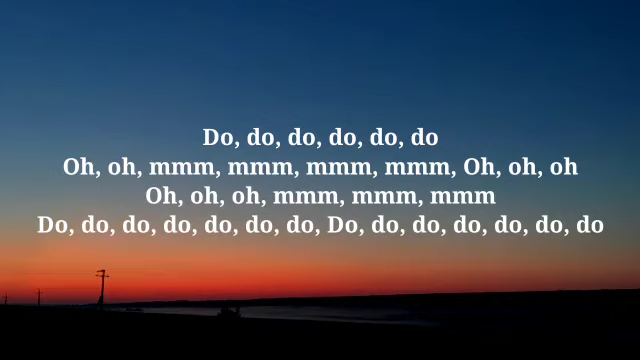 Do, do, do, do, do, do
Oh, oh, mmm, mmm, mmm, mmm, Oh, oh, oh
Oh, oh, oh, mmm, mmm, mmm
Do, do, do, do, do, do, do, Do, do, do, do, do, do, do